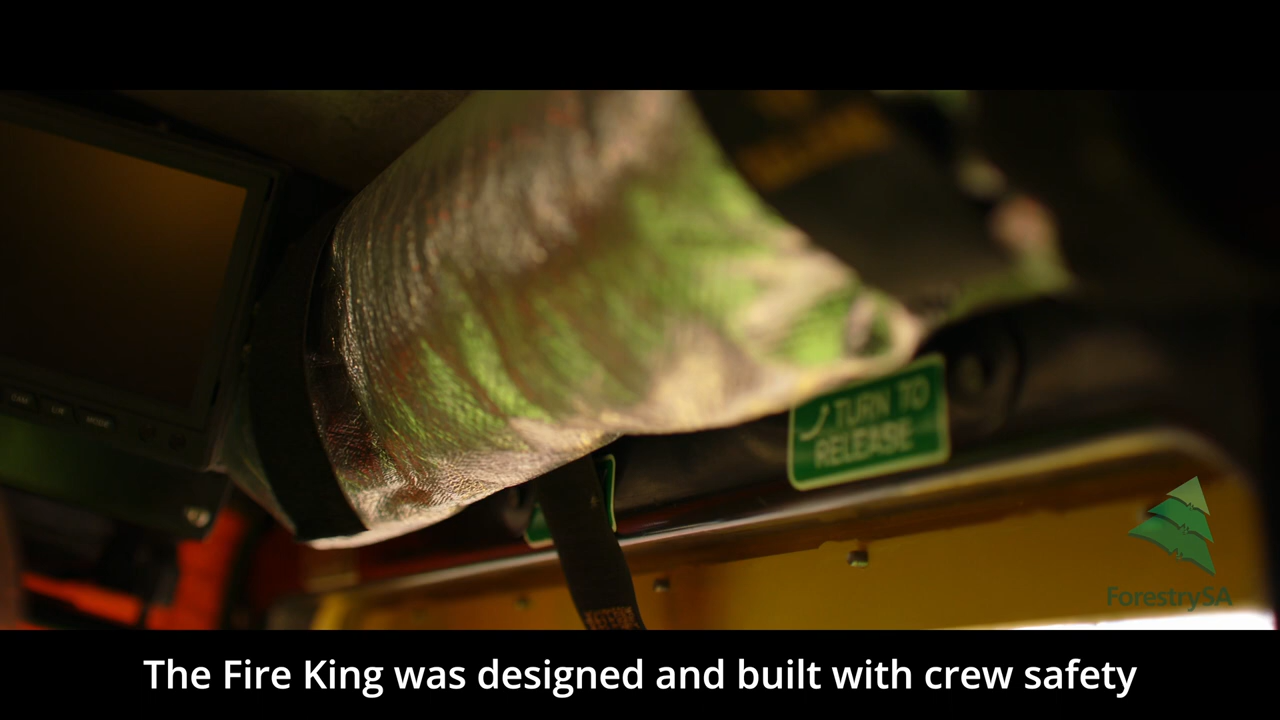 TURN TO
RELEASE
ForestrySA
The Fire King was designed and built with crew safety